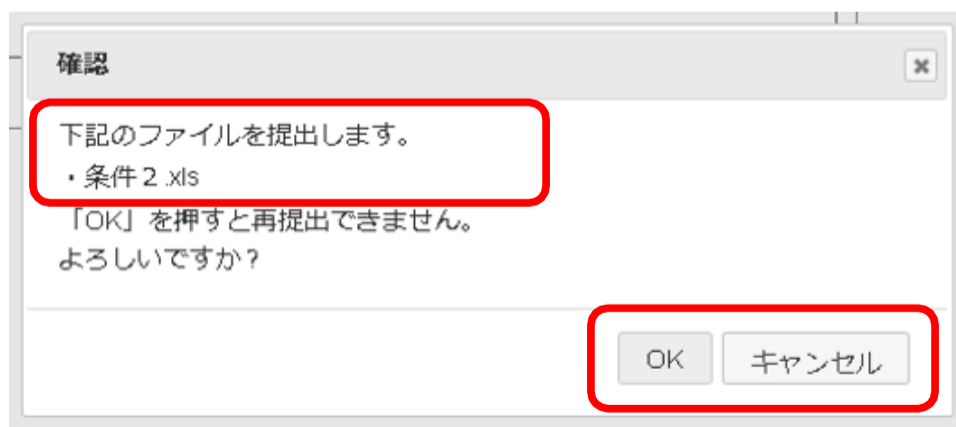 確認
下記のファイルを提出します。
・条件２.xls
「OK」を押すと再提出できません。
よろしいですか？
OK キャンセル